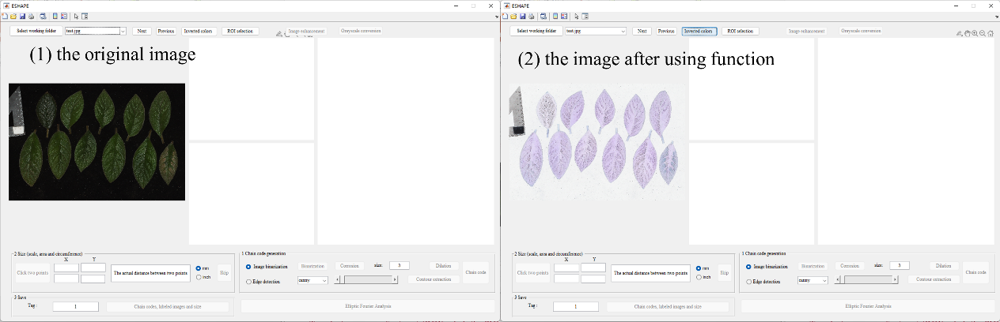 ESHAPE
Select working folder test.jpg Next Previous Inverted colors ROI selection Image enhancement Grayscale conversion
(1) the original image
2 Size (scale, area and circumference)
X Y
Click two points
The actual distance between two points
mm
inch
Skip
1 Chain code generation
Image binarization Binarization Corrosion size: 3 Dilation
Edge detection canny Contour extraction
Chain code
3 Save
Tag : 1 Chain codes, labeled images and size
Elliptic Fourier Analysis
ESHAPE
Select working folder test.jpg Next Previous Inverted colors ROI selection Image enhancement Grayscale conversion
(2) the image after using function
2 Size (scale, area and circumference)
X Y
Click two points
The actual distance between two points
mm
inch
Skip
1 Chain code generation
Image binarization Binarization Corrosion size: 3 Dilation
Edge detection canny Contour extraction
Chain code
3 Save
Tag : 1 Chain codes, labeled images and size
Elliptic Fourier Analysis